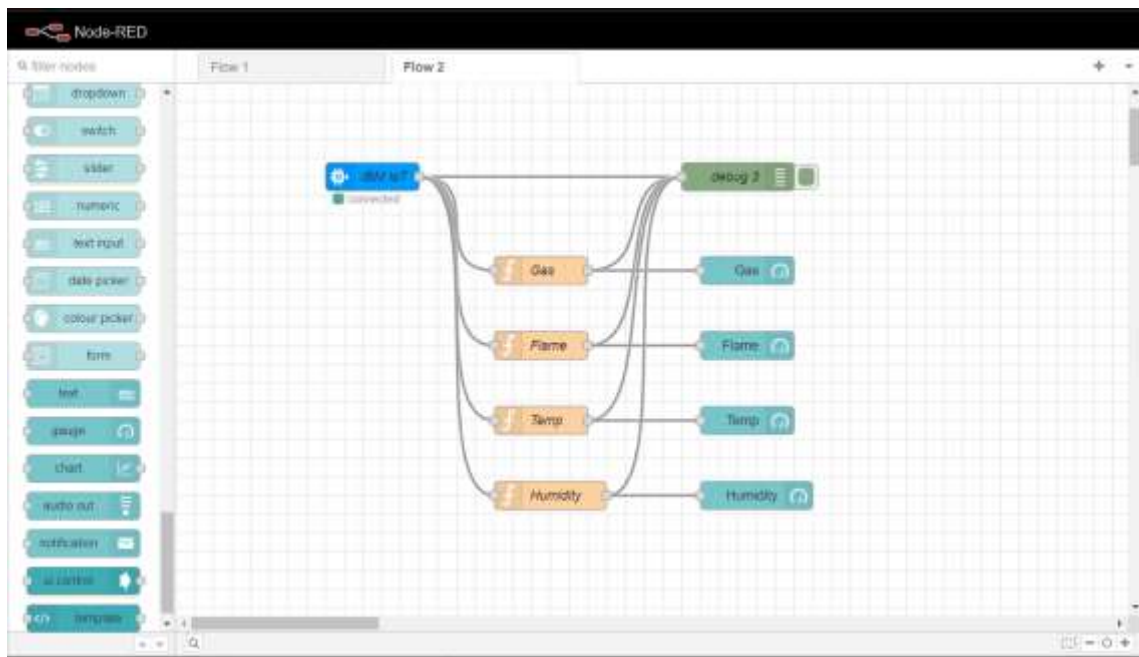 Node-RED
filter nodes
Flow 1
Flow 2
dropdown
switch
slider
numeric
text input
date picker
colour picker
form
text
gauge
chart
audio out
notification
ui control
template
IBM IoT
connected
debug 2
Gas
Gas
Flame
Flame
Temp
Temp
Humidity
Humidity